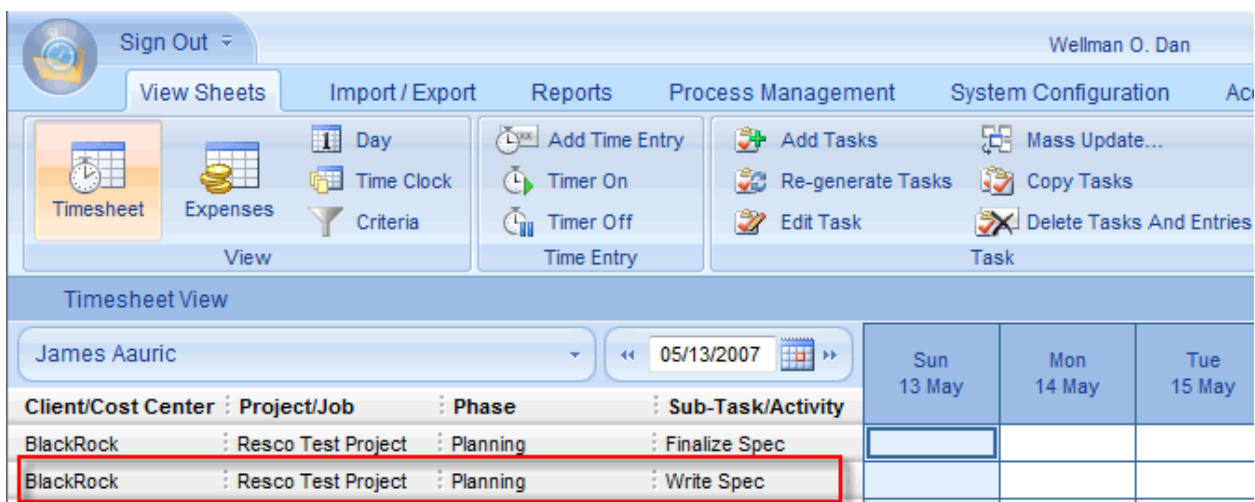 Sign Out Wellman O. Dan
View Sheets Import / Export Reports Process Management System Configuration
1 Day Add Time Entry Add Tasks Mass Update...
Time Clock Timer On Re-generate Tasks Copy Tasks
Timesheet Expenses Criteria Timer Off Edit Task Delete Tasks And Entries
View Time Entry Task
Timesheet View
James Aauric 05/13/2007 Sun Mon Tue
13 May 14 May 15 May
Client/Cost Center Project/Job Phase Sub-Task/Activity
BlackRock Resco Test Project Planning Finalize Spec
BlackRock Resco Test Project Planning Write Spec